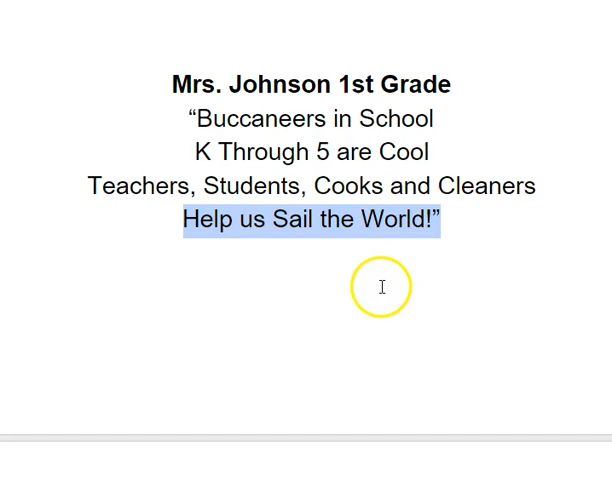 Mrs. Johnson 1st Grade
“Buccaneers in School
K Through 5 are Cool
Teachers, Students, Cooks and Cleaners
Help us Sail the World!”